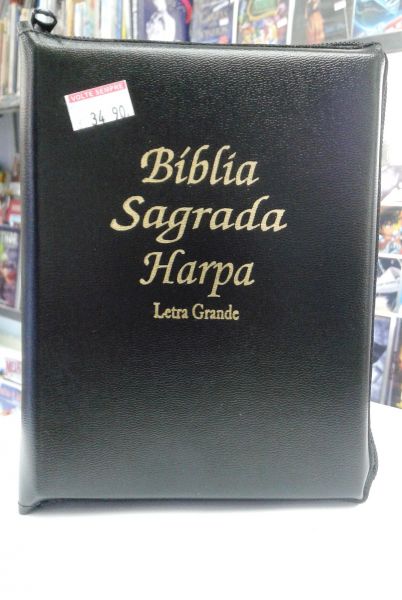 VOLTE SEMPRE
34 90
Bíblia
Sagrada
Harpa
Letra Grande